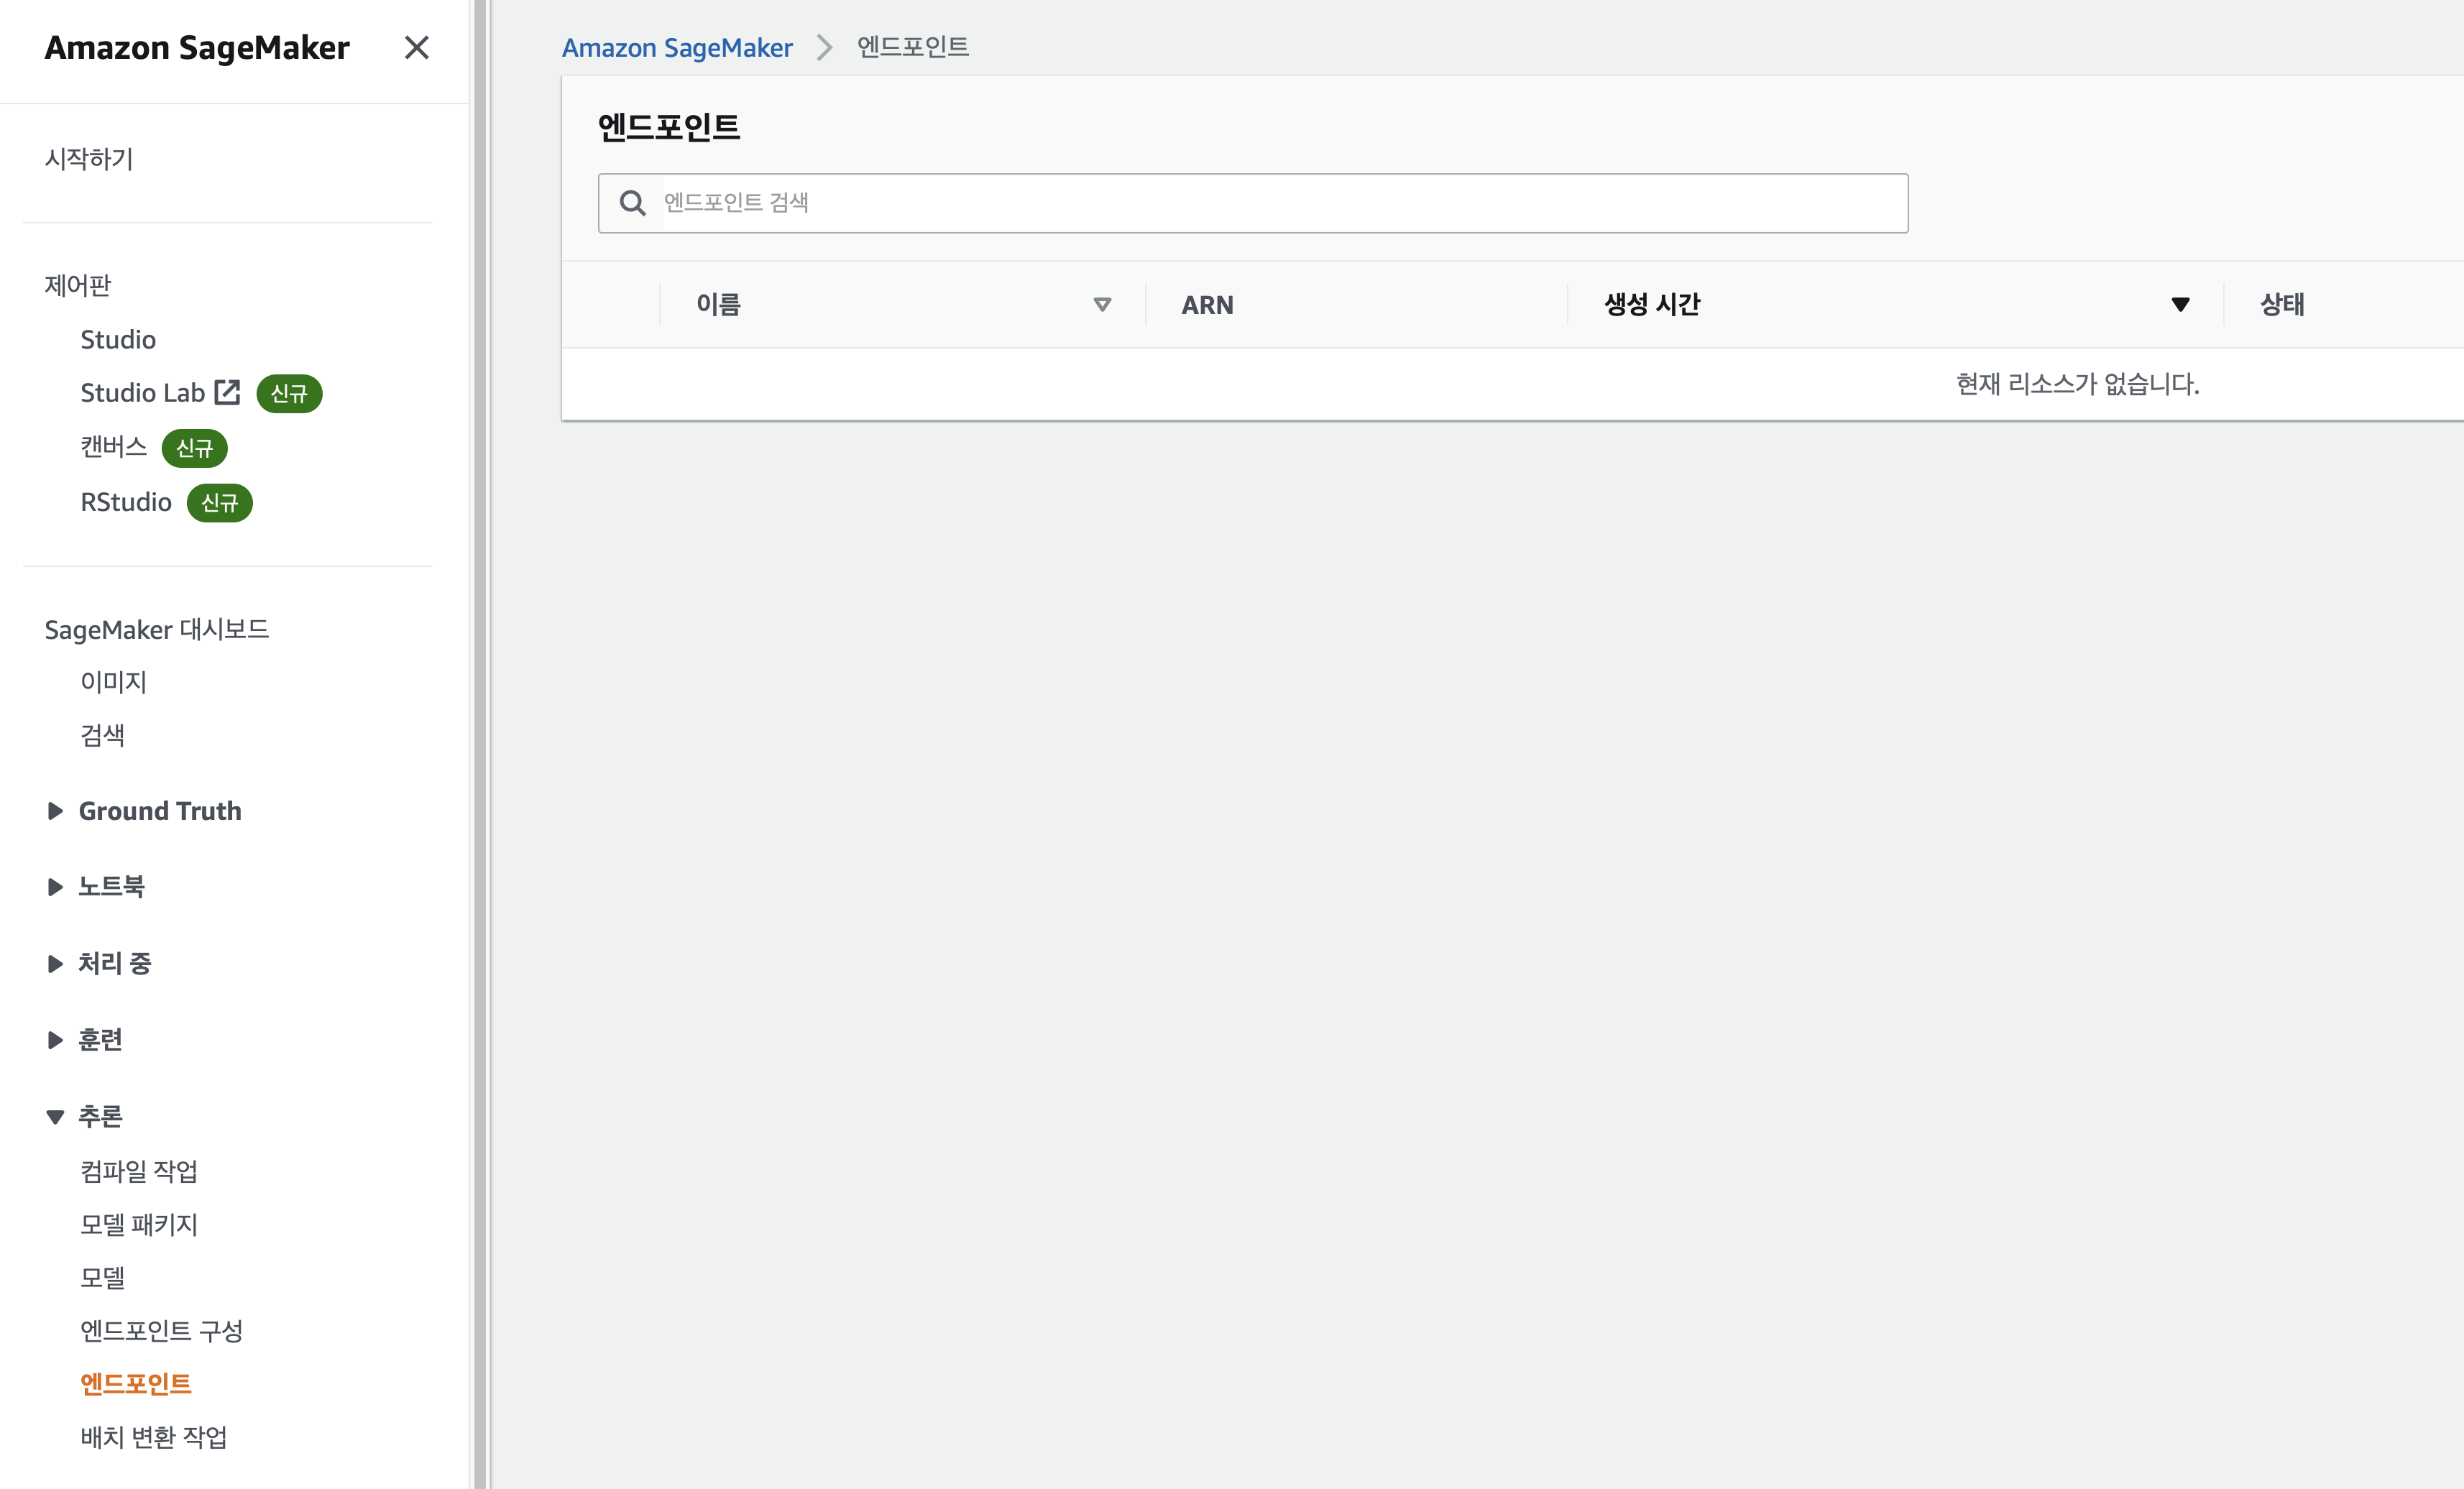 Amazon SageMaker
시작하기
제어판
Studio
Studio Lab 신규
캔버스 신규
RStudio 신규
SageMaker 대시보드
이미지
검색
Ground Truth
노트북
처리 중
훈련
추론
컴파일 작업
모델 패키지
모델
엔드포인트 구성
엔드포인트
배치 변환 작업
Amazon SageMaker 엔드포인트
엔드포인트
엔드포인트 검색
이름 ARN 생성 시간 상태
현재 리소스가 없습니다.